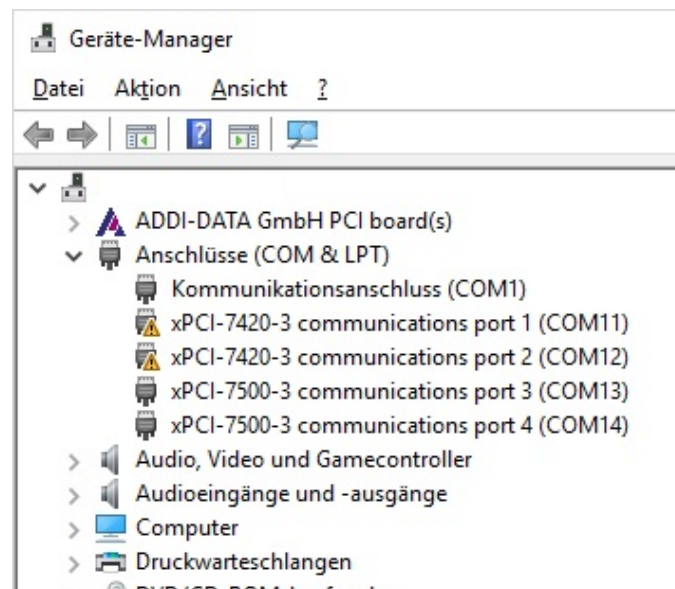 Geräte-Manager
Datei Aktion Ansicht ?
ADDI-DATA GmbH PCI board(s)
Anschlüsse (COM & LPT)
Kommunikationsanschluss (COM1)
xPCI-7420-3 communications port 1 (COM11)
xPCI-7420-3 communications port 2 (COM12)
xPCI-7500-3 communications port 3 (COM13)
xPCI-7500-3 communications port 4 (COM14)
Audio, Video und Gamecontroller
Audioeingänge und -ausgänge
Computer
Druckwarteschlangen